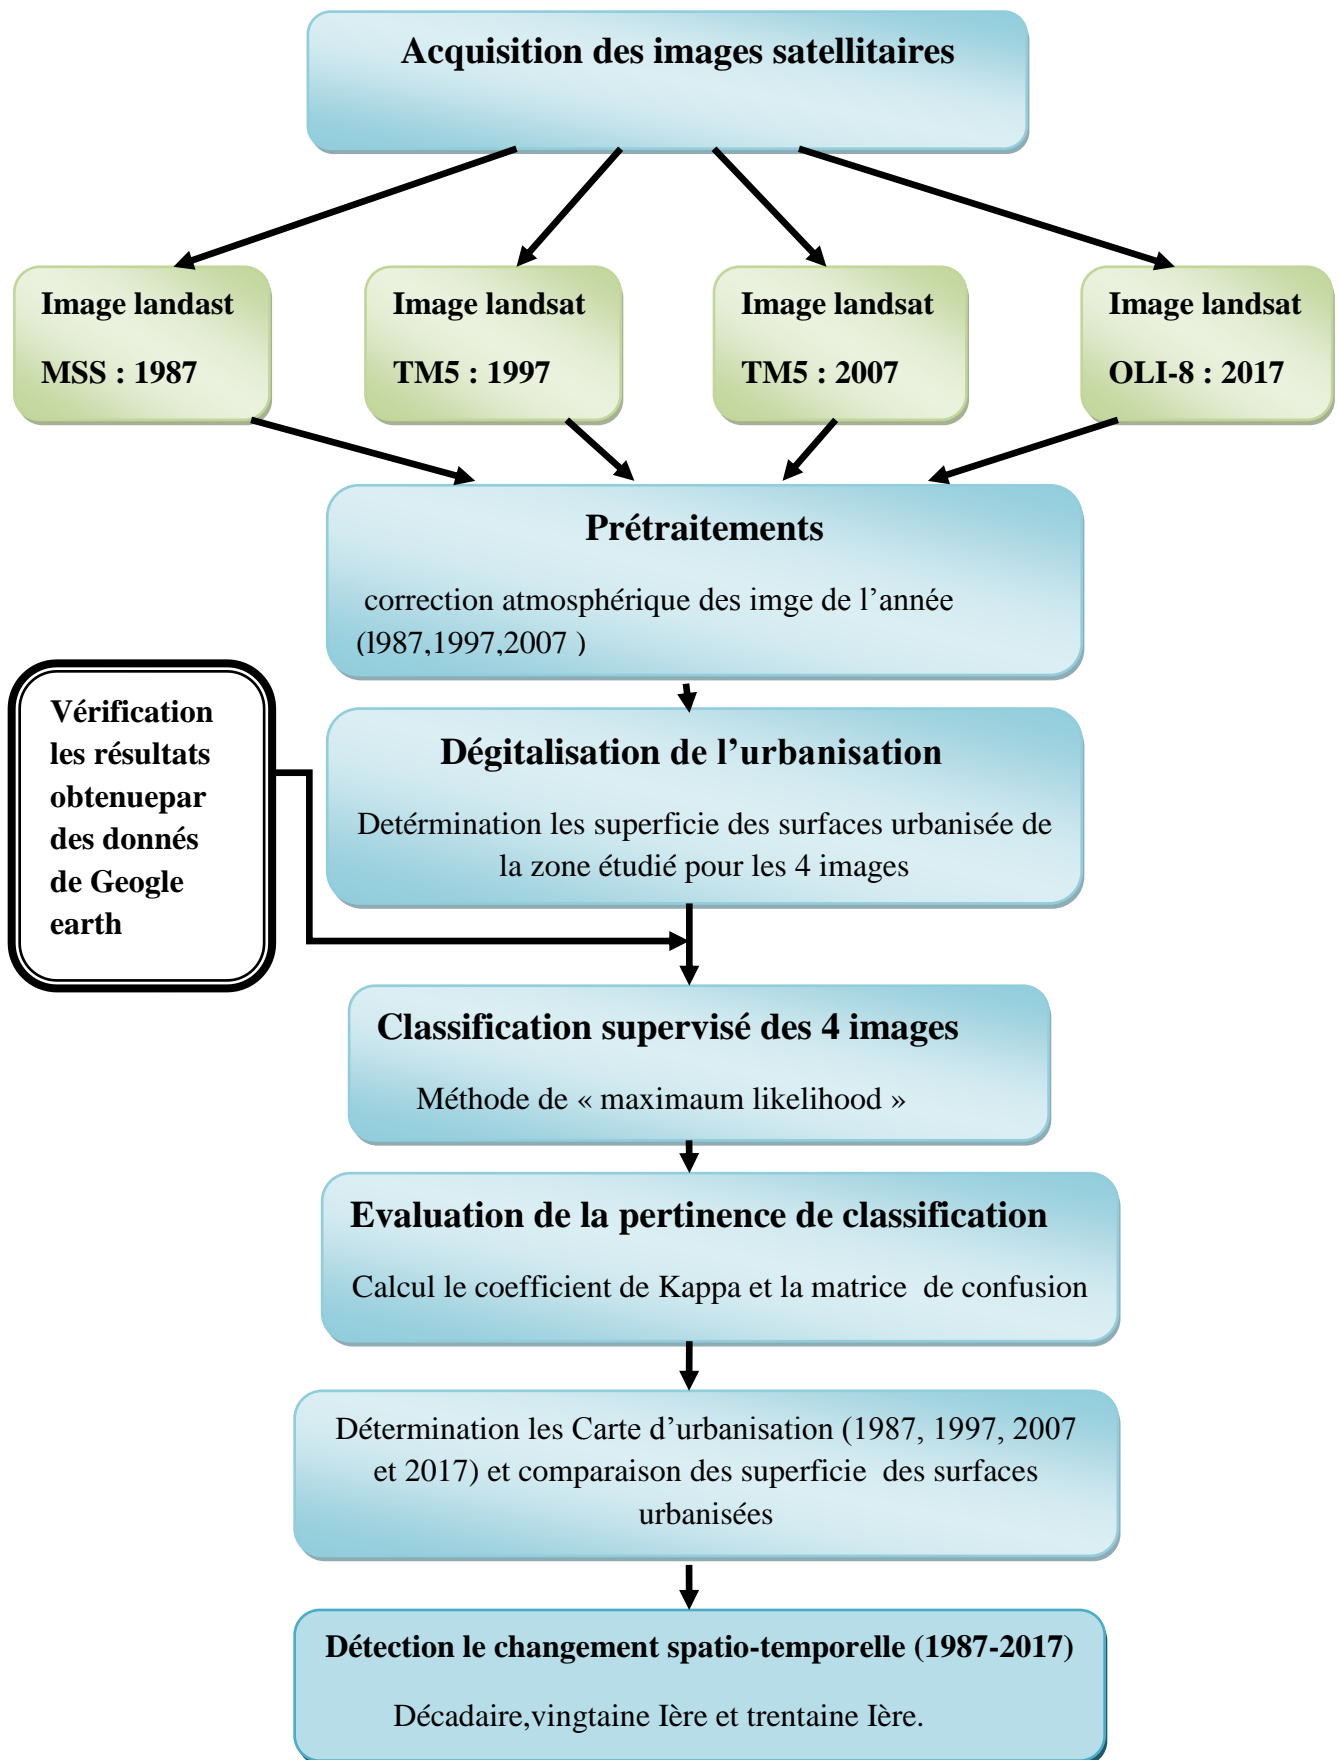 Acquisition des images satellitaires
Image landast
MSS : 1987
Image landsat
TM5 : 1997
Image landsat
TM5 : 2007
Image landsat
OLI-8 : 2017
Prétraitements
correction atmosphérique des imge de l’année
(l987,1997,2007 )
Vérification
les résultats
obtenuepar
des donnés
de Geogle
earth
Dégitalisation de l’urbanisation
Detérmination les superficie des surfaces urbanisée de
la zone étudié pour les 4 images
Classification supervisé des 4 images
Méthode de « maximaum likelihood »
Evaluation de la pertinence de classification
Calcul le coefficient de Kappa et la matrice de confusion
Détermination les Carte d’urbanisation (1987, 1997, 2007
et 2017) et comparaison des superficie des surfaces
urbanisées
Détection le changement spatio-temporelle (1987-2017)
Décadaire,vingtaine Ière et trentaine Ière.